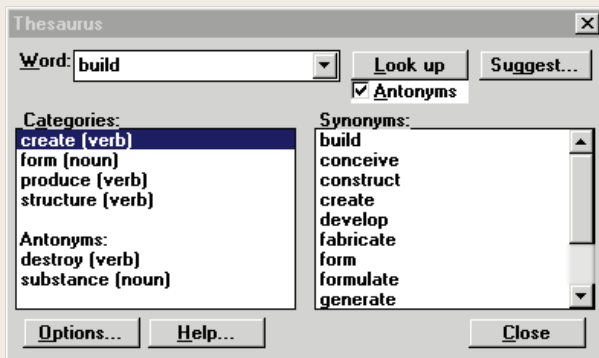 Thesaurus
Word: build
Look up
Suggest...
Antonyms
Categories:
create (verb)
form (noun)
produce (verb)
structure (verb)
Antonyms:
destroy (verb)
substance (noun)
Synonyms:
build
conceive
construct
create
develop
fabricate
form
formulate
generate
Options...
Help...
Close